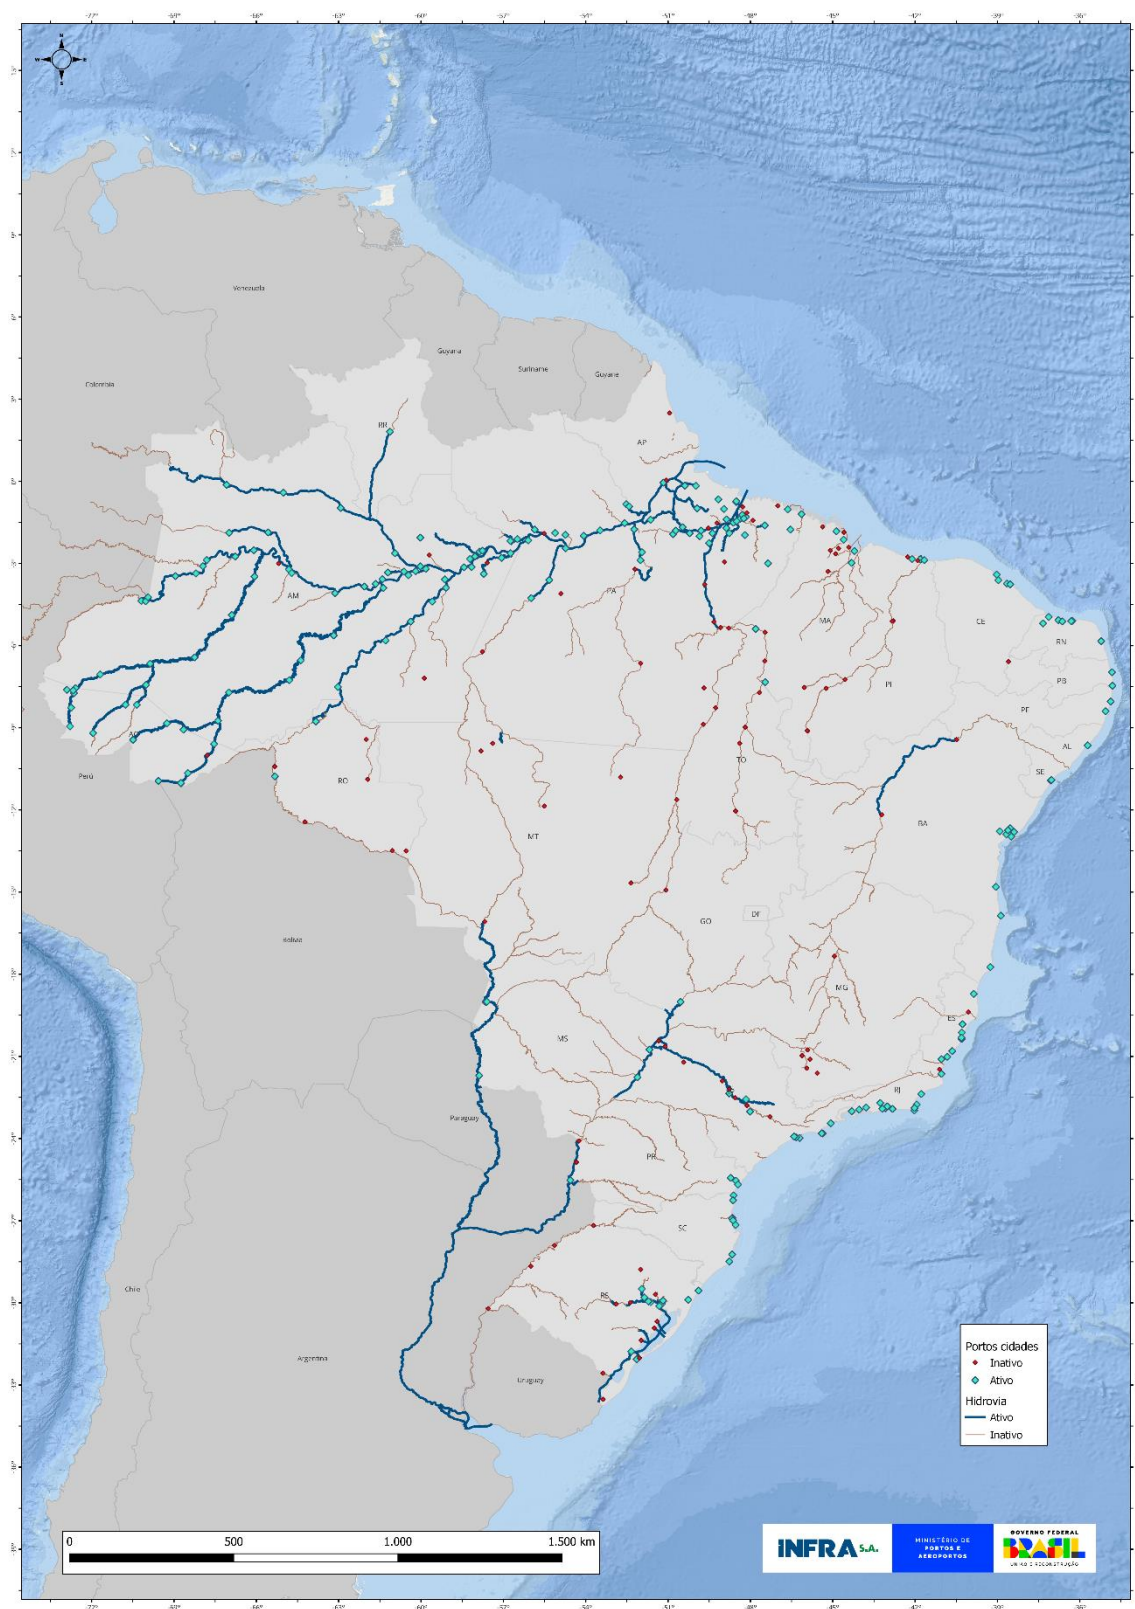 N
W
E
S
Venezuela
Guyana
Suriname
Guyane
Colombia
RR
AP
AM
PA
MA
CE
RN
PB
PE
PI
AL
SE
AC
Perú
RO
TO
BA
MT
GO
DF
Bolivia
MG
ES
MS
RJ
Paraguay
PR
SC
Chile
RS
Argentina
Uruguay
Portos cidades
Inativo
Ativo
Hidrovia
Ativo
Inativo
0
500
1.000
1.500 km
INFRA S.A.
MINISTÉRIO DE
PORTOS E
AEROPORTOS
GOVERNO FEDERAL
BRASIL
UNIÃO E RECONSTRUÇÃO